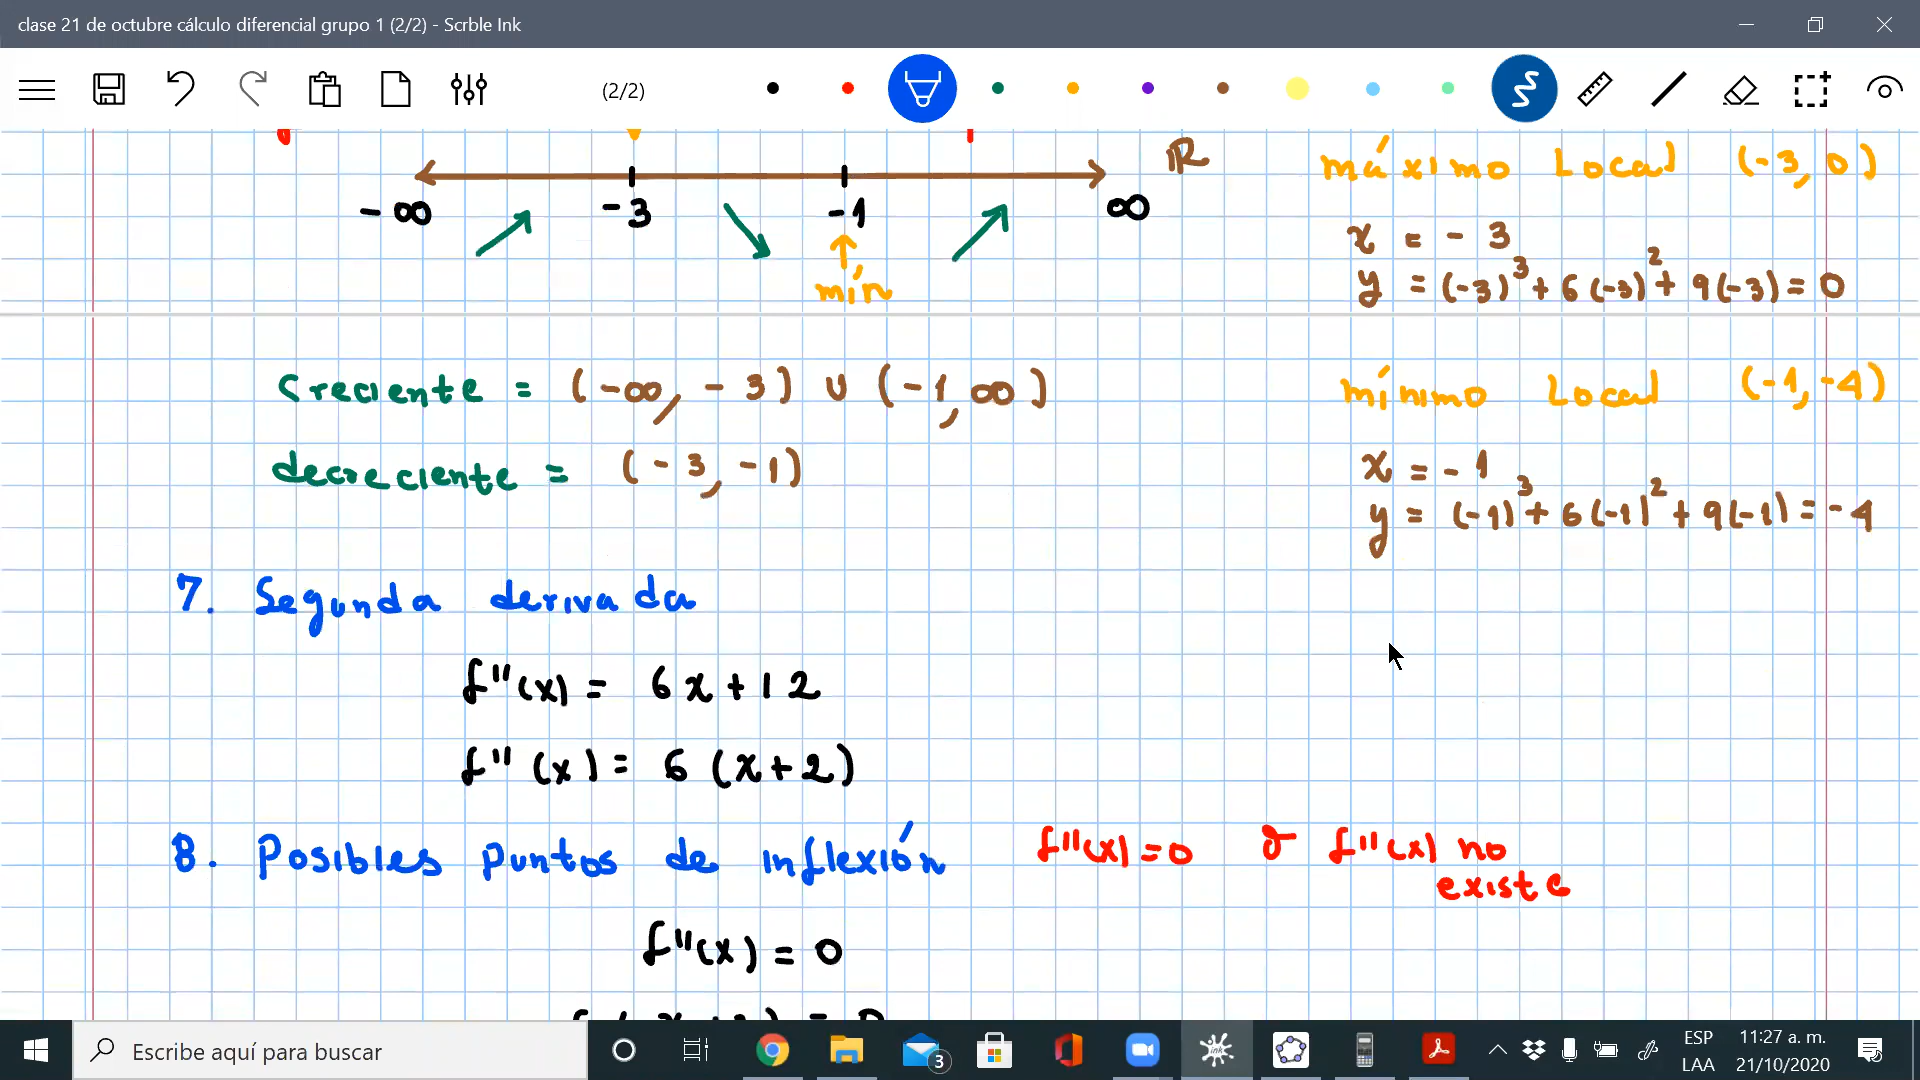 clase 21 de octubre cálculo diferencial grupo 1 (2/2) - Scrble Ink
(2/2)
ℝ
- ∞ -3 -1 ∞
mín
máximo Local (-3, 0)
x = - 3
y = (-3)³ + 6(-3)² + 9(-3) = 0
Creciente = (-∞, - 3) ∪ (-1, ∞)
decreciente = (-3, -1)
mínimo Local (-1, -4)
x = - 1
y = (-1)³ + 6(-1)² + 9(-1) = -4
7. Segunda derivada
f''(x) = 6x + 12
f''(x) = 6(x+2)
8. Posibles puntos de inflexión f''(x) = 0 ó f''(x) no
existe
f''(x) = 0
Escribe aquí para buscar
3
ink
ESP
LAA
11:27 a. m.
21/10/2020